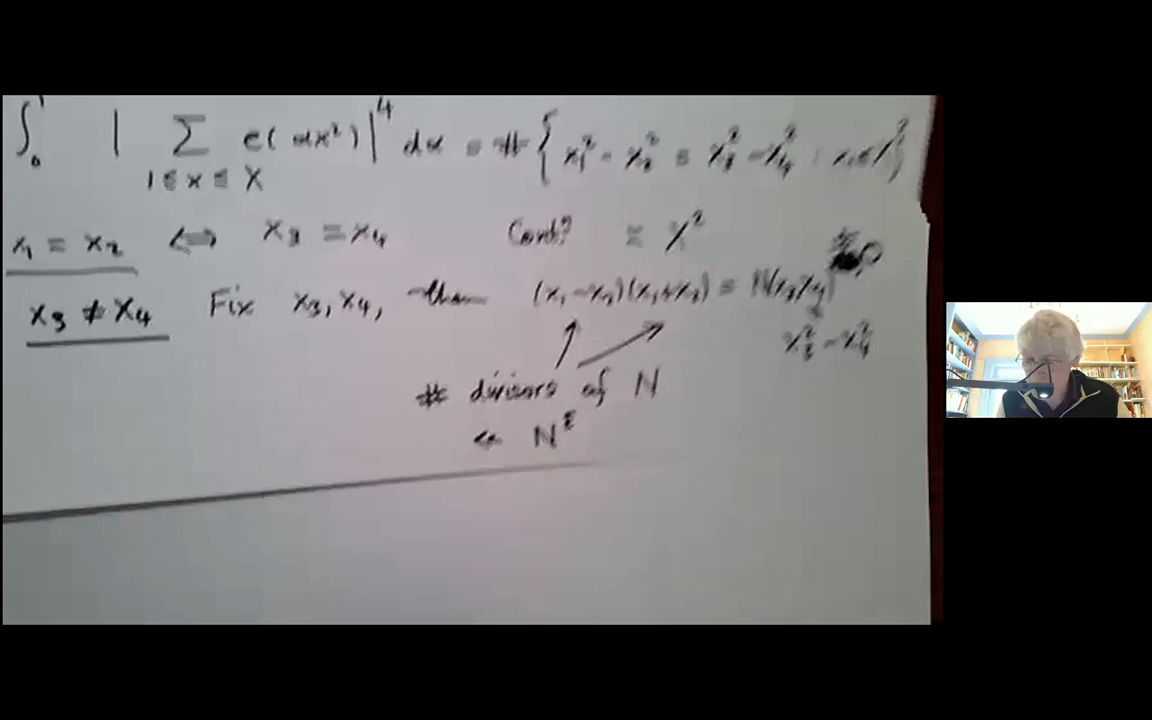 ∫₀¹ | Σ_{1≤x≤X} e(αx²) |⁴ dα = # { x₁² - x₂² = x₃² - x₄² : xᵢ≤X }
x₁ = x₂ ⟺ x₃ = x₄ = X²
x₃ ≠ x₄ Fix x₃, x₄, then (x₁-x₂)(x₁+x₂) = N(x₃,x₄)
x₃² - x₄²
# divisors of N
≪ N^ε